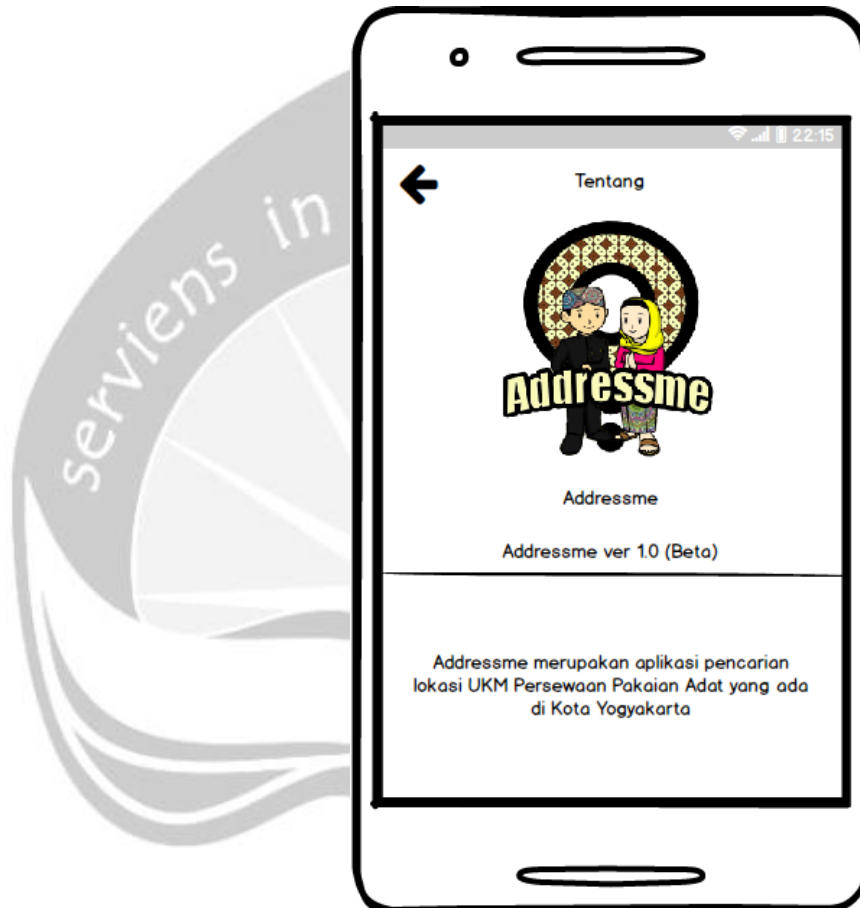 serviens in
22:15
Tentang
Addressme
Addressme
Addressme ver 1.0 (Beta)
Addressme merupakan aplikasi pencarian
lokasi UKM Persewaan Pakaian Adat yang ada
di Kota Yogyakarta